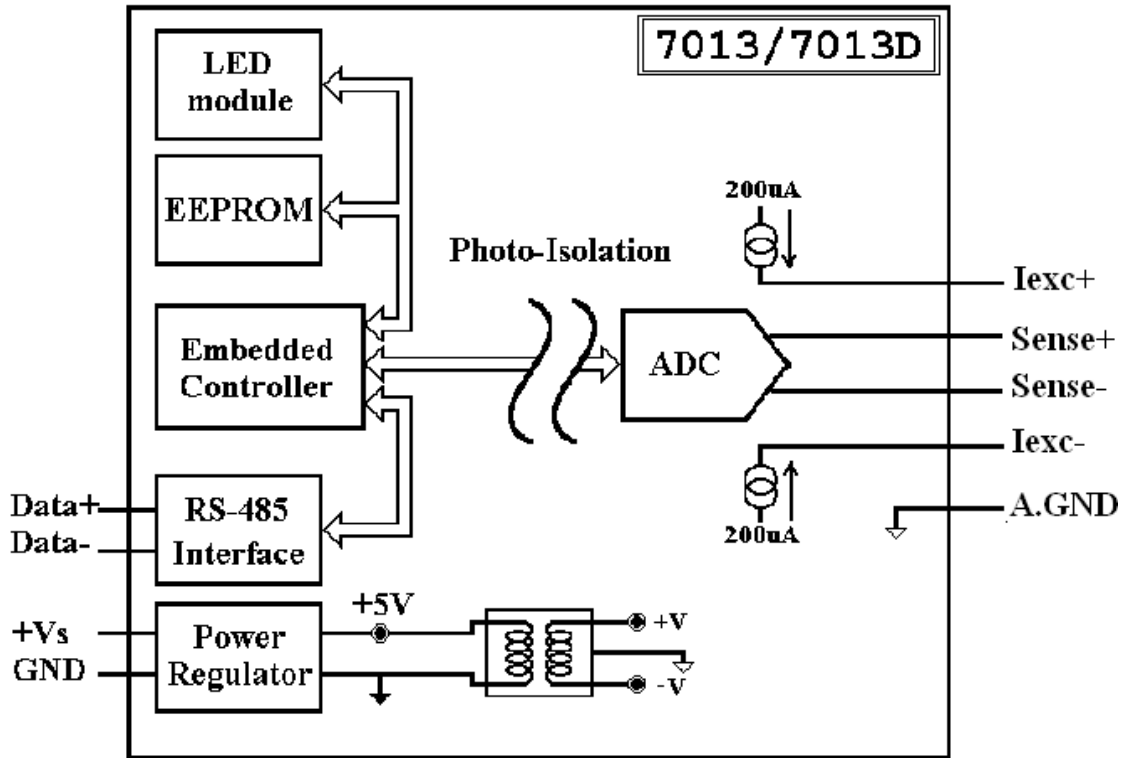 7013/7013D
LED
module
EEPROM
Photo-Isolation
200uA
Iexc+
Embedded
Controller
ADC
Sense+
Sense-
Iexc-
200uA
A.GND
Data+
Data-
RS-485
Interface
+5V
+Vs
GND
Power
Regulator
+V
-V